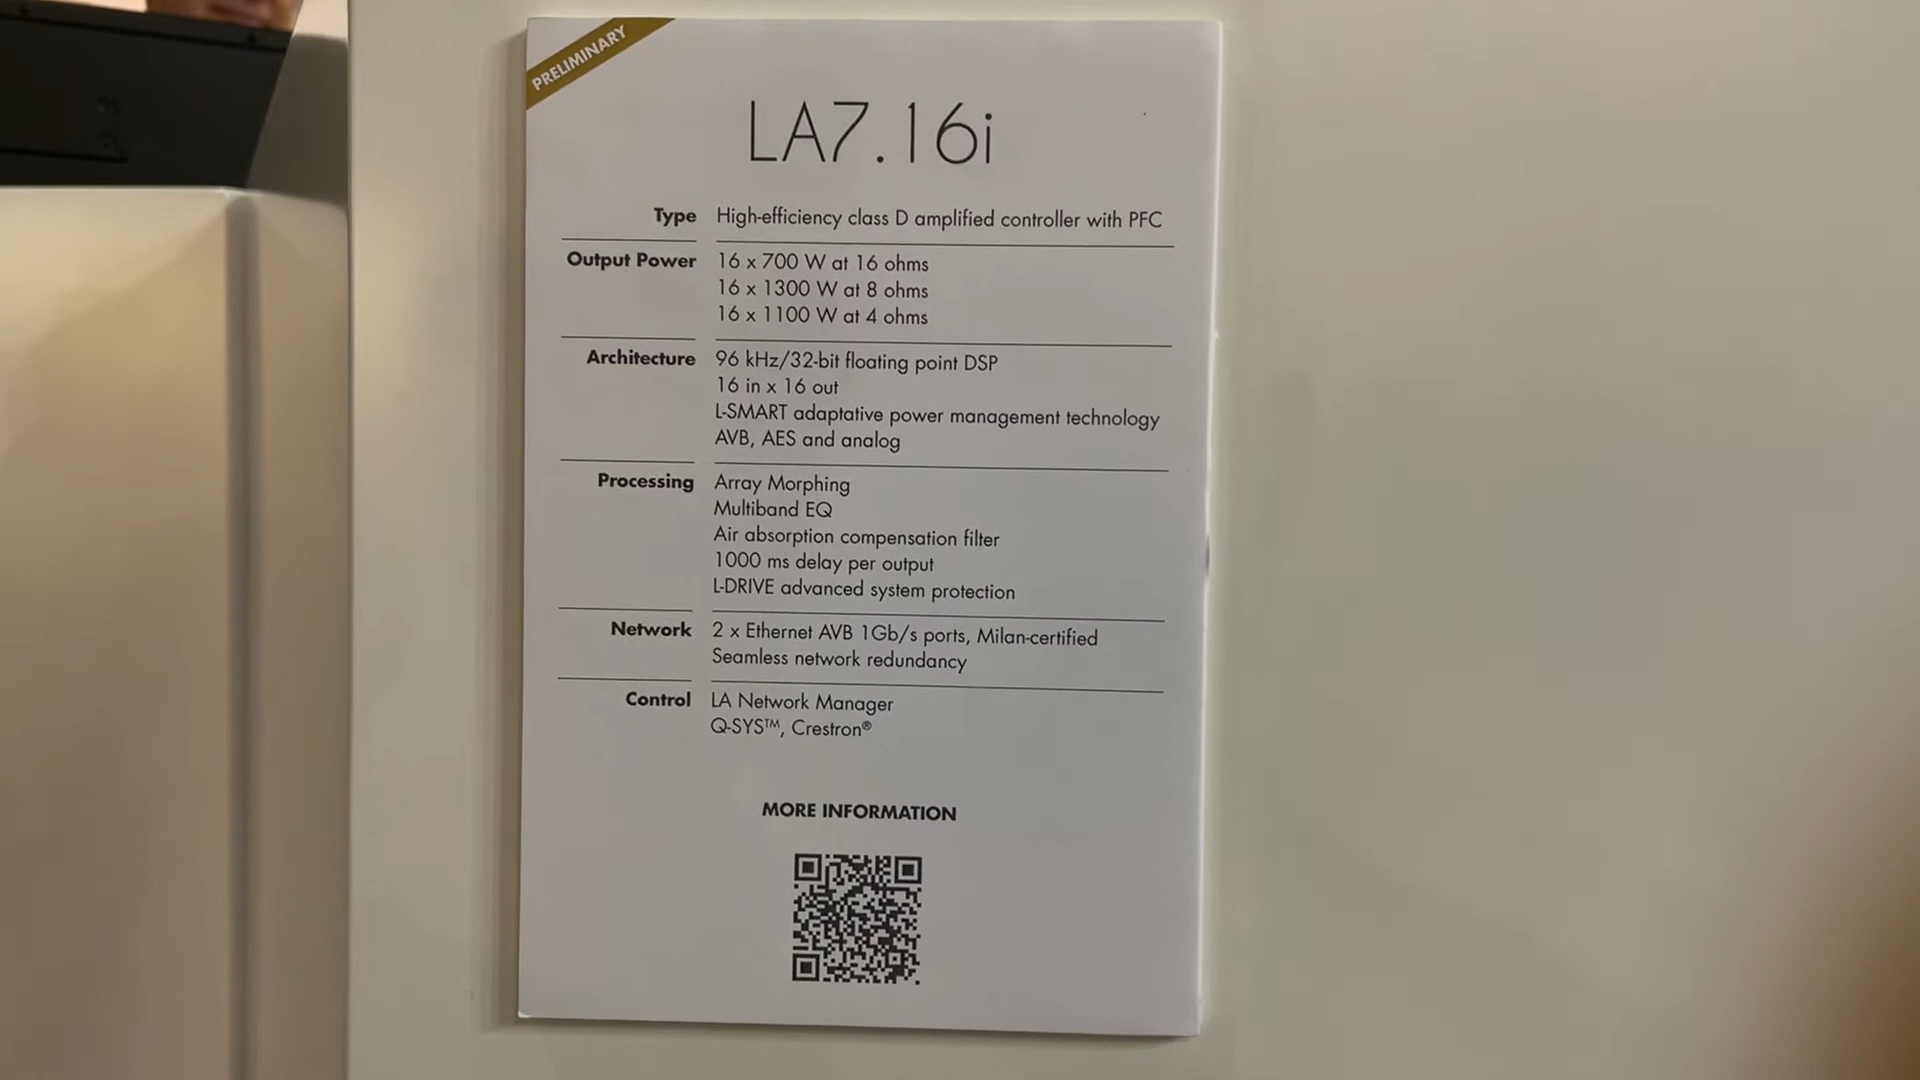 PRELIMINARY
LA7.16i
Type High-efficiency class D amplified controller with PFC
Output Power 16 x 700 W at 16 ohms
16 x 1300 W at 8 ohms
16 x 1100 W at 4 ohms
Architecture 96 kHz/32-bit floating point DSP
16 in x 16 out
L-SMART adaptative power management technology
AVB, AES and analog
Processing Array Morphing
Multiband EQ
Air absorption compensation filter
1000 ms delay per output
L-DRIVE advanced system protection
Network 2 x Ethernet AVB 1Gb/s ports, Milan-certified
Seamless network redundancy
Control LA Network Manager
Q-SYS™, Crestron®
MORE INFORMATION